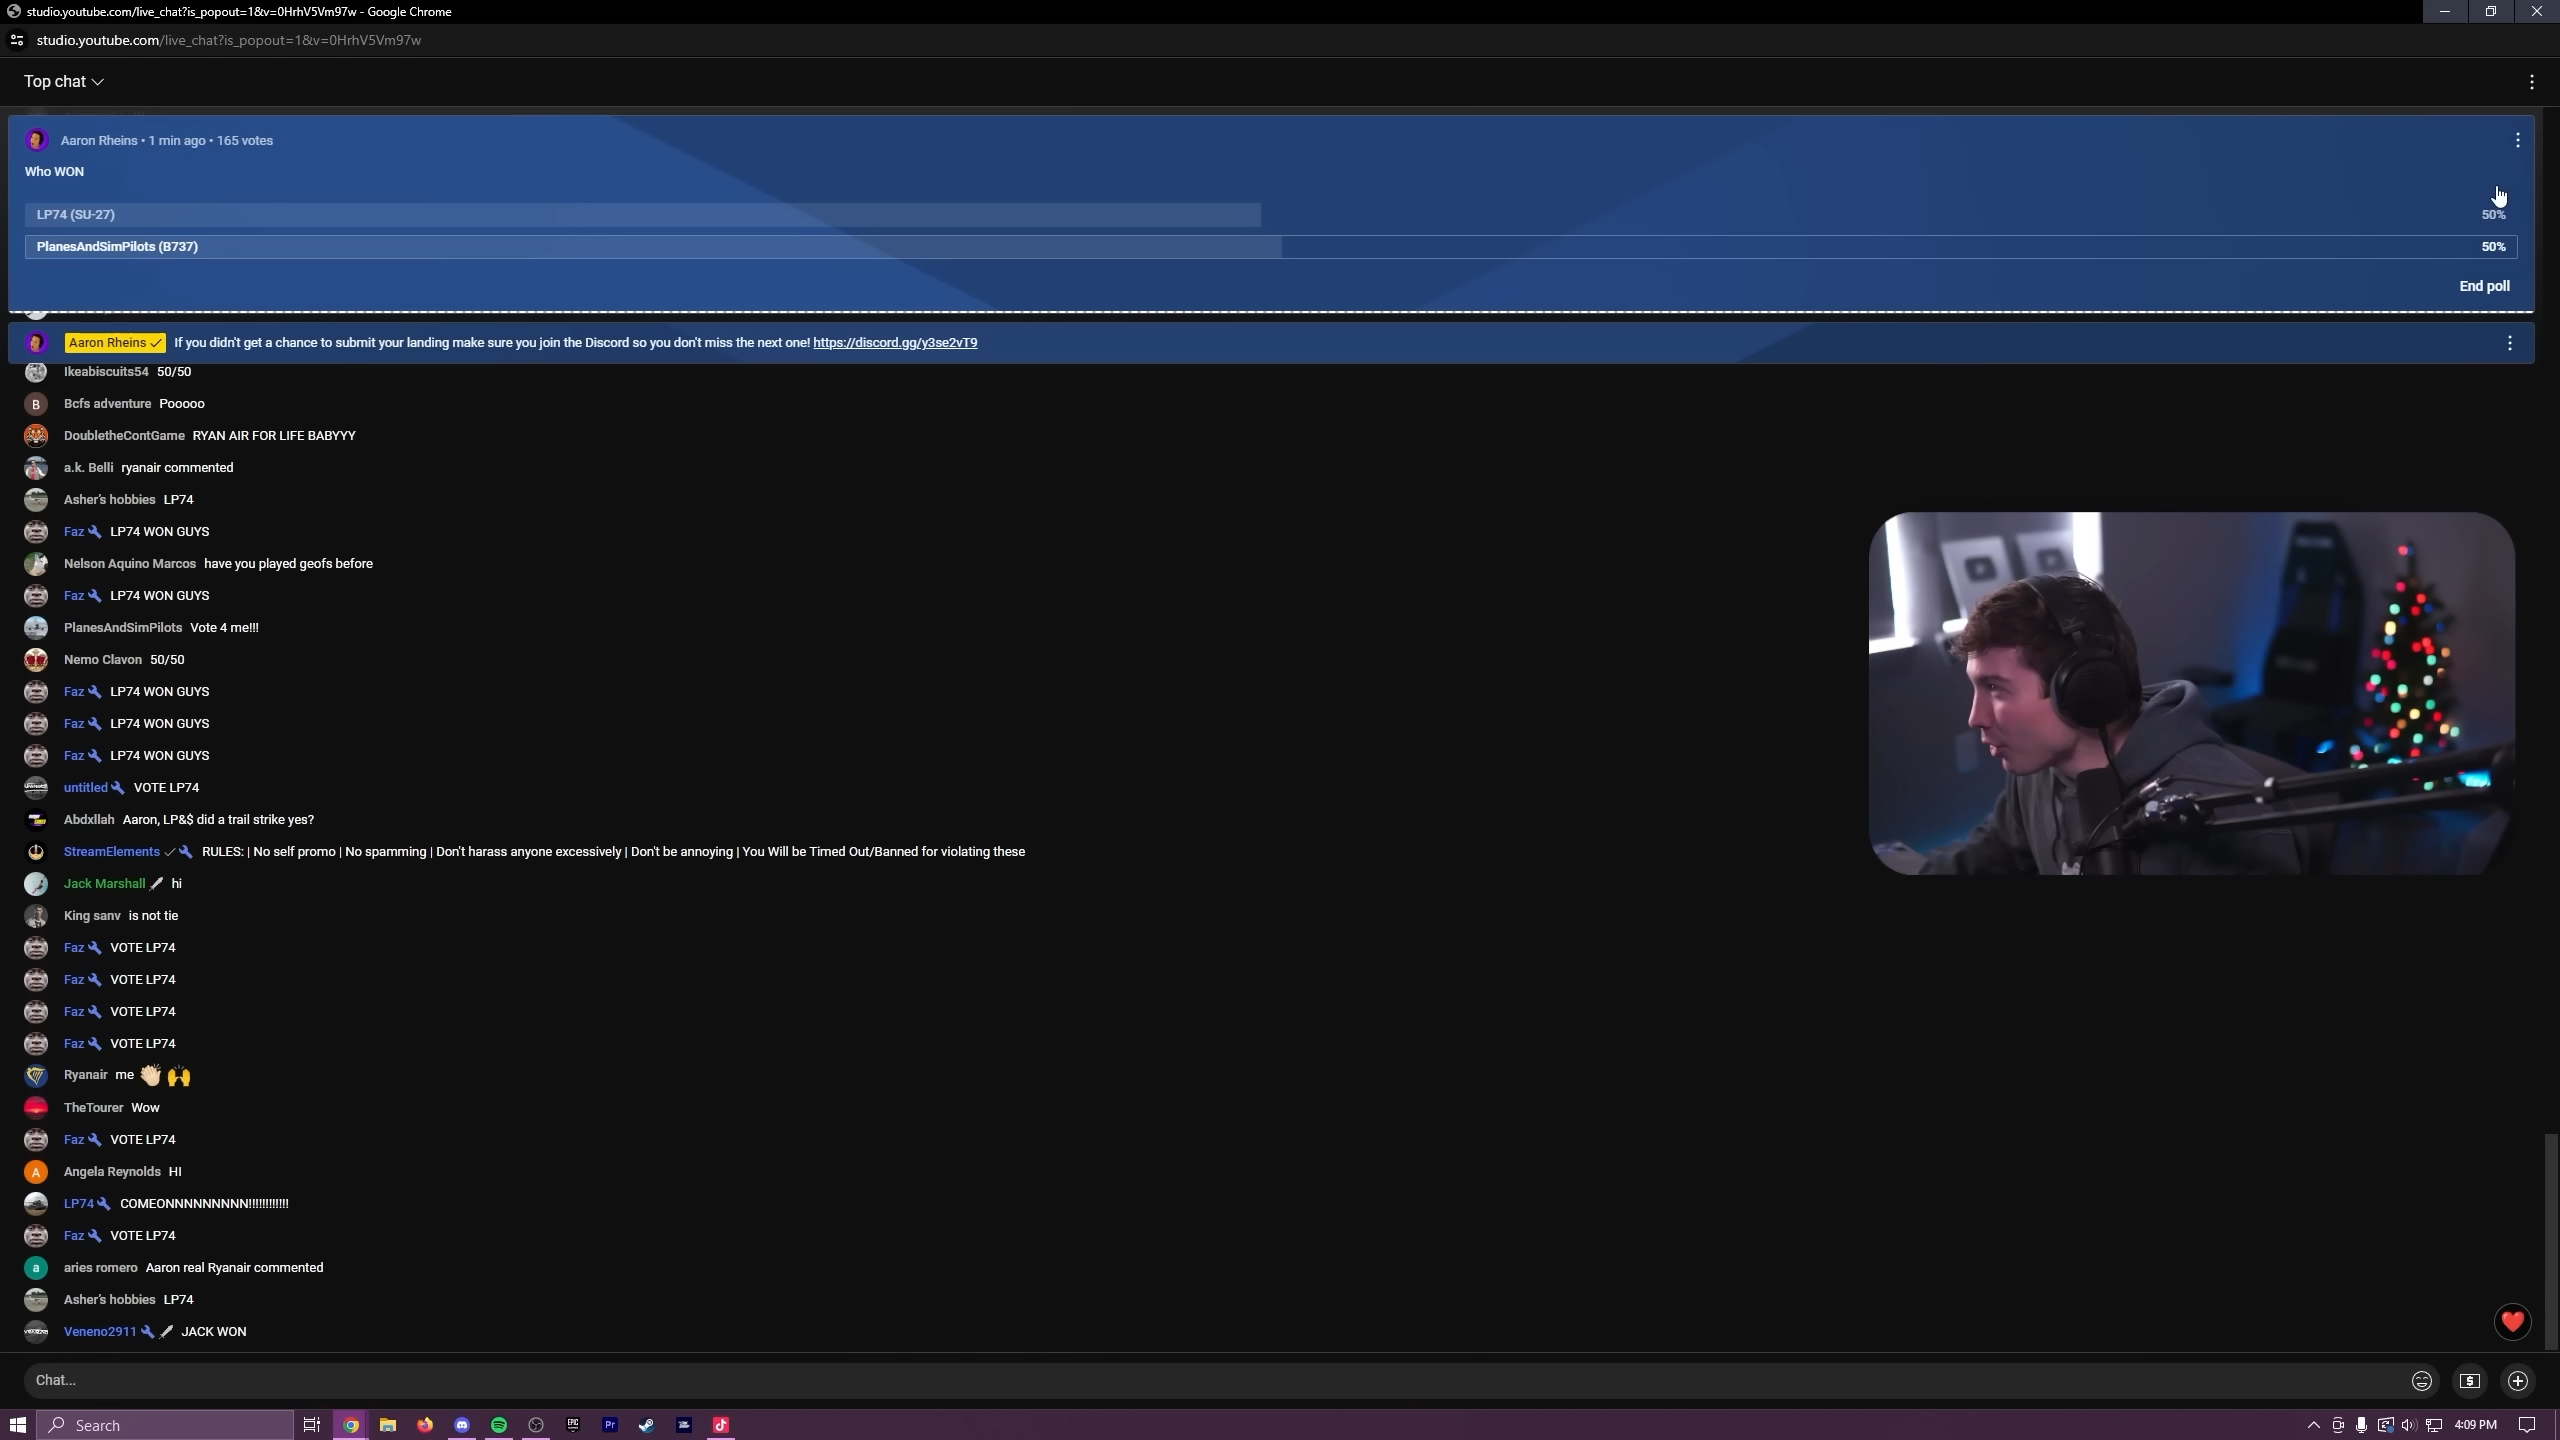 studio.youtube.com/live_chat?is_popout=1&v=0HrhV5Vm97w - Google Chrome
studio.youtube.com/live_chat?is_popout=1&v=0HrhV5Vm97w
Top chat
Aaron Rheins • 1 min ago • 165 votes
Who WON
LP74 (SU-27) 50%
PlanesAndSimPilots (B737) 50%
End poll
Aaron Rheins If you didn't get a chance to submit your landing make sure you join the Discord so you don't miss the next one! https://discord.gg/y3se2vT9
Ikeabiscuits54 50/50
B Bcfs adventure Pooooo
DoubletheContGame RYAN AIR FOR LIFE BABYYY
a.k. Belli ryanair commented
Asher's hobbies LP74
Faz LP74 WON GUYS
Nelson Aquino Marcos have you played geofs before
Faz LP74 WON GUYS
PlanesAndSimPilots Vote 4 me!!!
Nemo Clavon 50/50
Faz LP74 WON GUYS
Faz LP74 WON GUYS
Faz LP74 WON GUYS
untitled VOTE LP74
Abdxllah Aaron, LP&$ did a trail strike yes?
StreamElements RULES: | No self promo | No spamming | Don't harass anyone excessively | Don't be annoying | You Will be Timed Out/Banned for violating these
Jack Marshall hi
King sanv is not tie
Faz VOTE LP74
Faz VOTE LP74
Faz VOTE LP74
Faz VOTE LP74
Ryanair me 👏🏻 🙌
TheTourer Wow
Faz VOTE LP74
A Angela Reynolds HI
LP74 COMEONNNNNNNNN!!!!!!!!!!!!
Faz VOTE LP74
a aries romero Aaron real Ryanair commented
Asher's hobbies LP74
Veneno2911 JACK WON
Chat...
Search
EPIC
Pr
4:09 PM